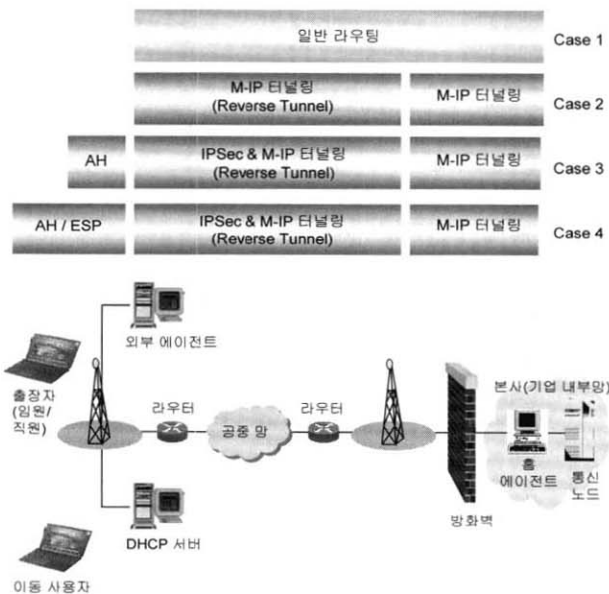 일반 라우팅
Case 1
M-IP 터널링
(Reverse Tunnel)
M-IP 터널링
Case 2
AH
IPSec & M-IP 터널링
(Reverse Tunnel)
M-IP 터널링
Case 3
AH / ESP
IPSec & M-IP 터널링
(Reverse Tunnel)
M-IP 터널링
Case 4
외부 에이전트
출장자
(임원/
직원)
라우터
공중 망
라우터
본사(기업 내부망)
홈
에이전트
통신
노드
방화벽
DHCP 서버
이동 사용자